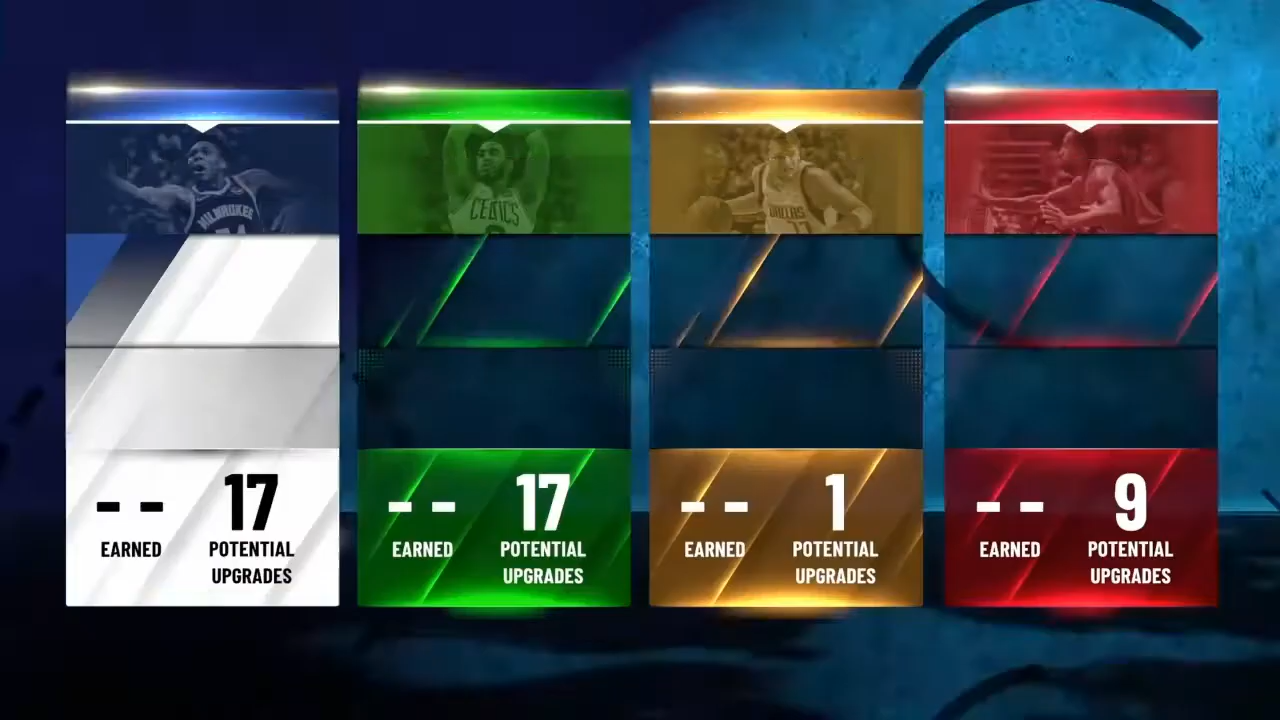 MILWAUKEE
CELTICS
DALLAS
- - 17
EARNED POTENTIAL
UPGRADES
- - 17
EARNED POTENTIAL
UPGRADES
- - 1
EARNED POTENTIAL
UPGRADES
- - 9
EARNED POTENTIAL
UPGRADES